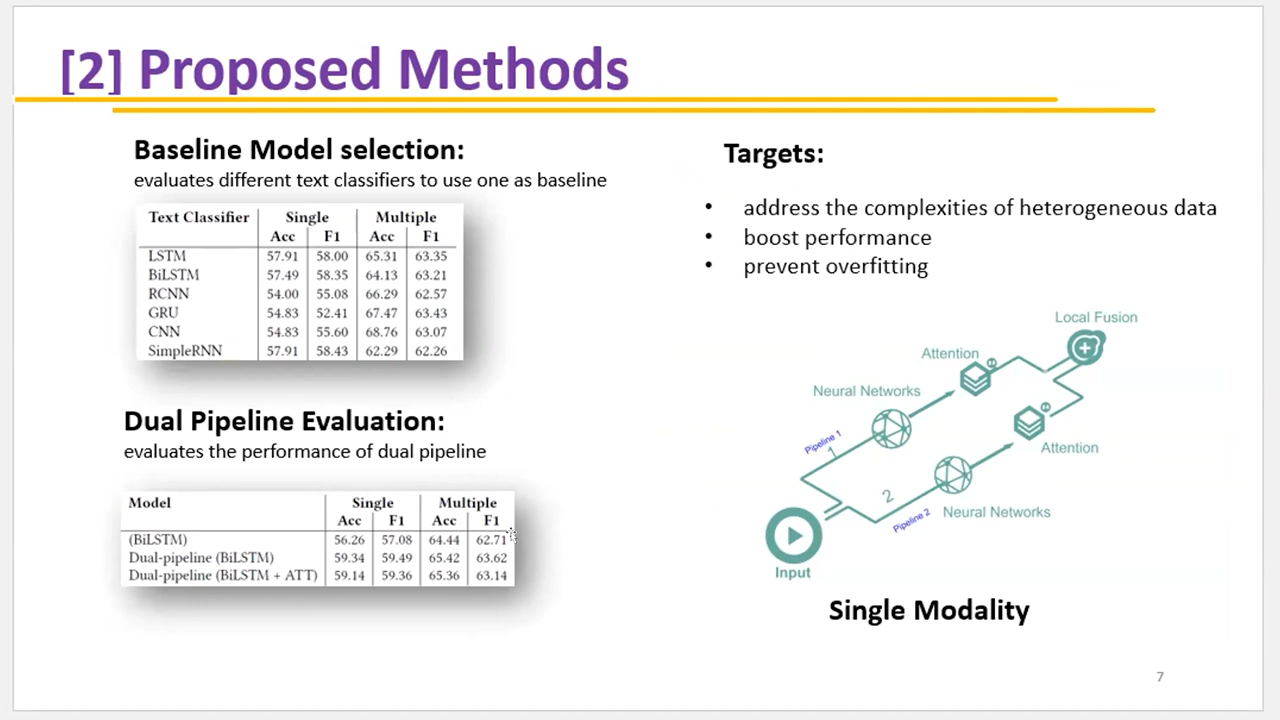 [2] Proposed Methods
Baseline Model selection:
evaluates different text classifiers to use one as baseline
Text Classifier Single Multiple
Acc F1 Acc F1
LSTM 57.91 58.00 65.31 63.35
BiLSTM 57.49 58.35 64.13 63.21
RCNN 54.00 55.08 66.29 62.57
GRU 54.83 52.41 67.47 63.43
CNN 54.83 55.60 68.76 63.07
SimpleRNN 57.91 58.43 62.29 62.26
Dual Pipeline Evaluation:
evaluates the performance of dual pipeline
Model Single Multiple
Acc F1 Acc F1
(BiLSTM) 56.26 57.08 64.44 62.71
Dual-pipeline (BiLSTM) 59.34 59.49 65.42 63.62
Dual-pipeline (BiLSTM + ATT) 59.14 59.36 65.36 63.14
Targets:
• address the complexities of heterogeneous data
• boost performance
• prevent overfitting
Local Fusion
Attention
Neural Networks
Pipeline 1
1
Attention
2
Pipeline 2
Neural Networks
Input
Single Modality
7